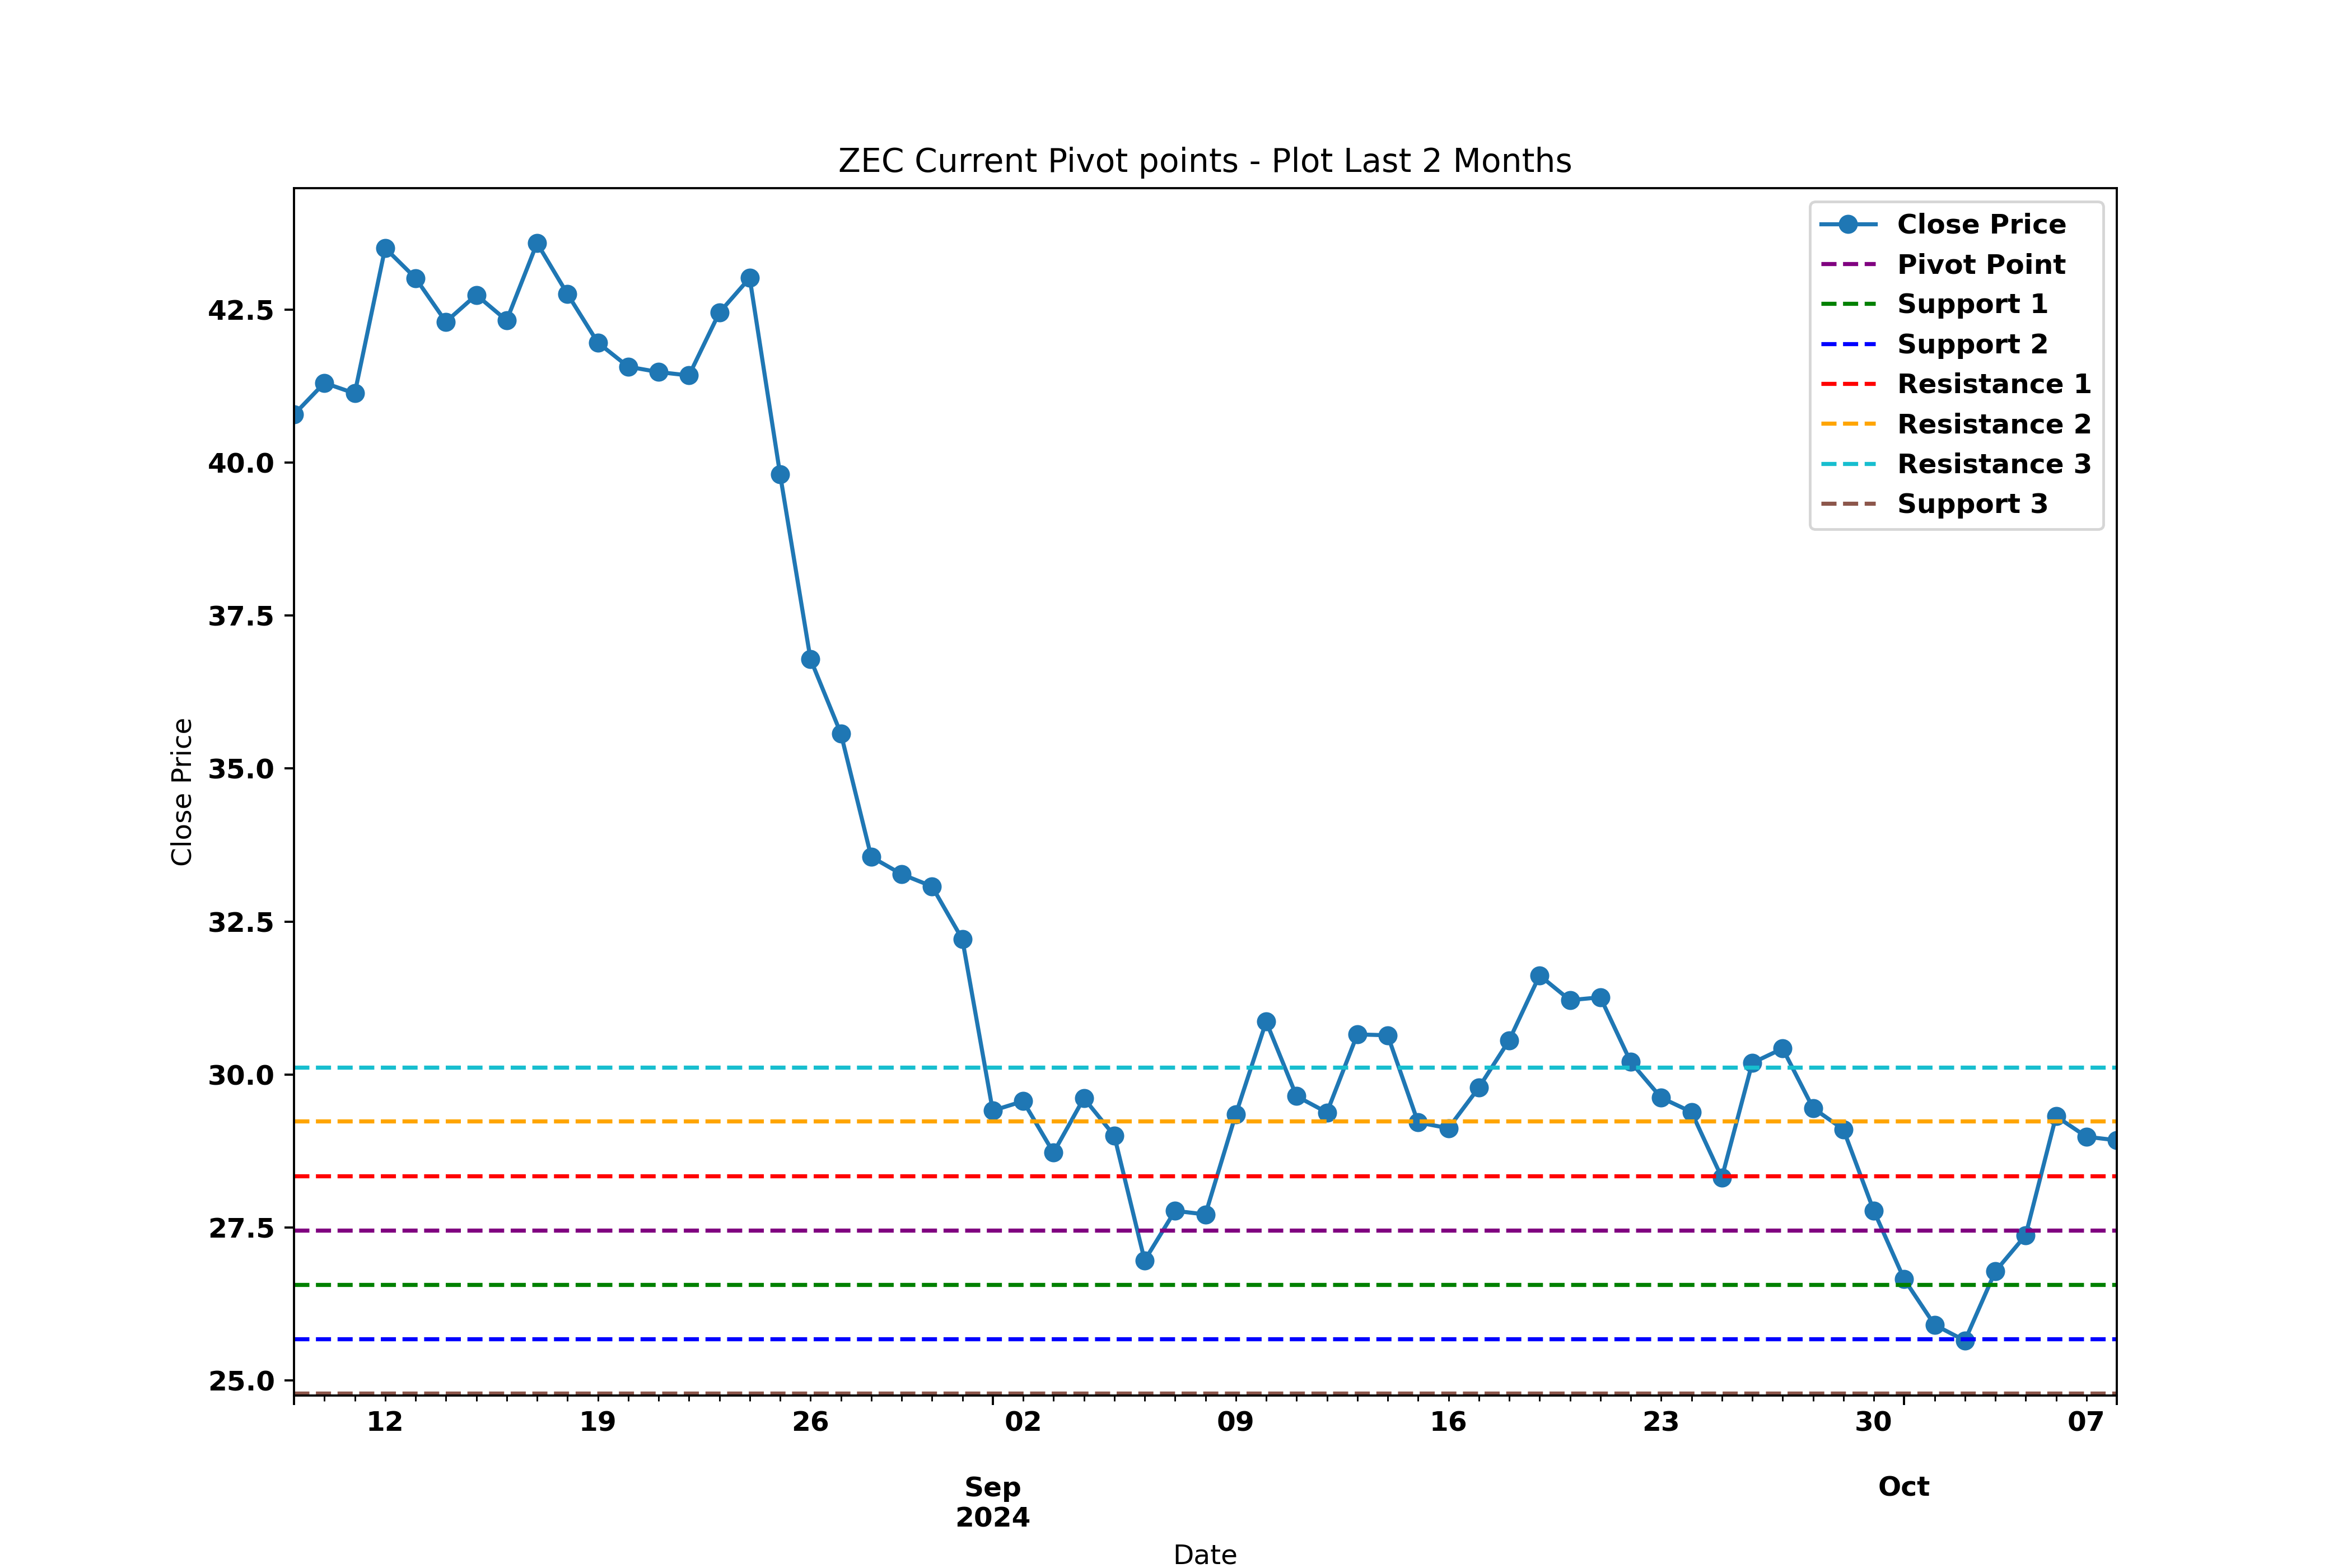 ZEC Current Pivot points - Plot Last 2 Months
Close Price
Pivot Point
Support 1
Support 2
Resistance 1
Resistance 2
Resistance 3
Support 3
42.5
40.0
37.5
35.0
32.5
30.0
27.5
25.0
Close Price
12 19 26 02 09 16 23 30 07
Sep Oct
2024
Date